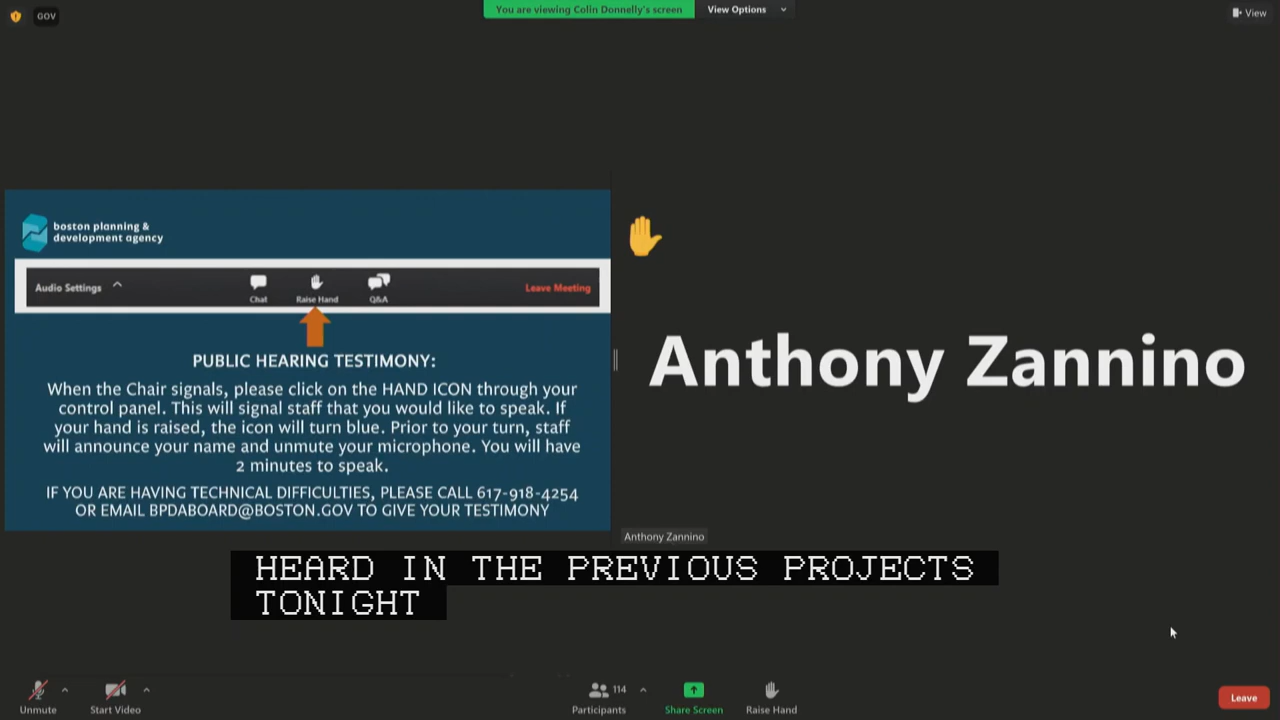 GOV
You are viewing Colin Donnelly's screen
View Options
View
boston planning &
development agency
Audio Settings
Chat
Raise Hand
Q&A
Leave Meeting
PUBLIC HEARING TESTIMONY:
When the Chair signals, please click on the HAND ICON through your
control panel. This will signal staff that you would like to speak. If
your hand is raised, the icon will turn blue. Prior to your turn, staff
will announce your name and unmute your microphone. You will have
2 minutes to speak.
IF YOU ARE HAVING TECHNICAL DIFFICULTIES, PLEASE CALL 617-918-4254
OR EMAIL BPDABOARD@BOSTON.GOV TO GIVE YOUR TESTIMONY
Anthony Zannino
Anthony Zannino
HEARD IN THE PREVIOUS PROJECTS
TONIGHT
Unmute
Start Video
114
Participants
Share Screen
Raise Hand
Leave